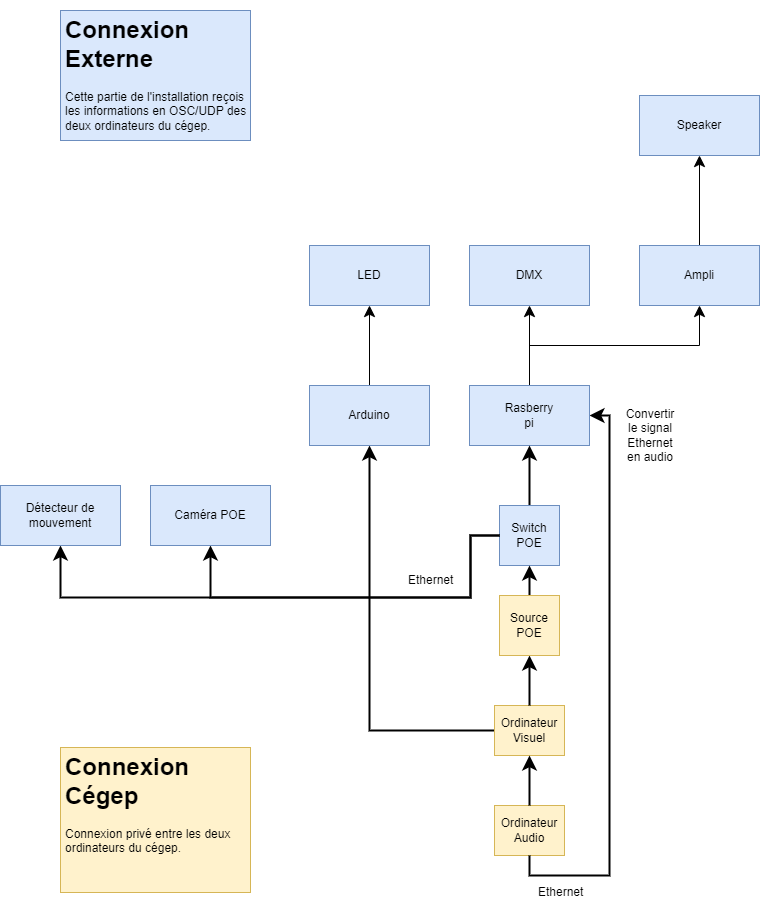 Connexion
Externe
Cette partie de l'installation reçois
les informations en OSC/UDP des
deux ordinateurs du cégep.
Speaker
LED
DMX
Ampli
Arduino
Rasberry
pi
Convertir
le signal
Ethernet
en audio
Détecteur de
mouvement
Caméra POE
Switch
POE
Ethernet
Source
POE
Ordinateur
Visuel
Connexion
Cégep
Connexion privé entre les deux
ordinateurs du cégep.
Ordinateur
Audio
Ethernet